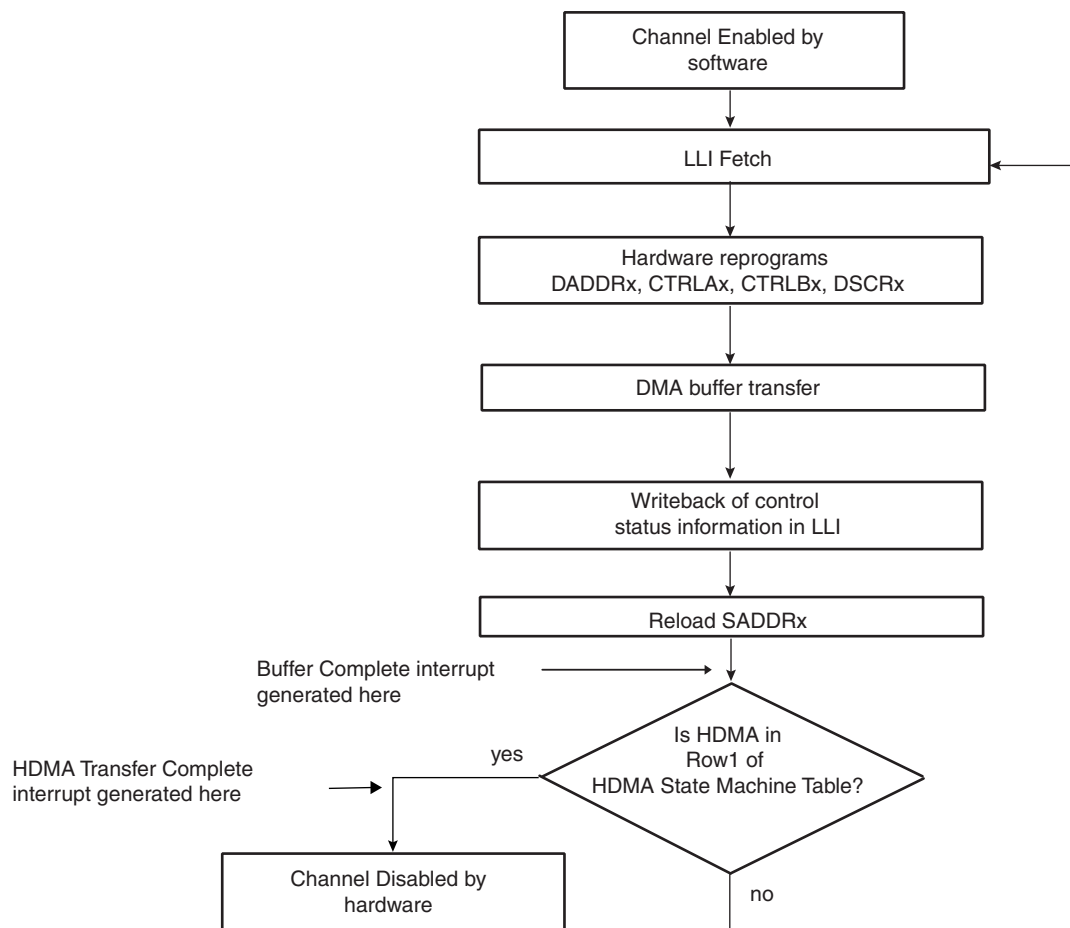 Channel Enabled by
software
LLI Fetch
Hardware reprograms
DADDRx, CTRLAx, CTRLBx, DSCRx
DMA buffer transfer
Writeback of control
status information in LLI
Reload SADDRx
Buffer Complete interrupt
generated here
Is HDMA in
Row1 of
HDMA State Machine Table?
yes
HDMA Transfer Complete
interrupt generated here
Channel Disabled by
hardware
no